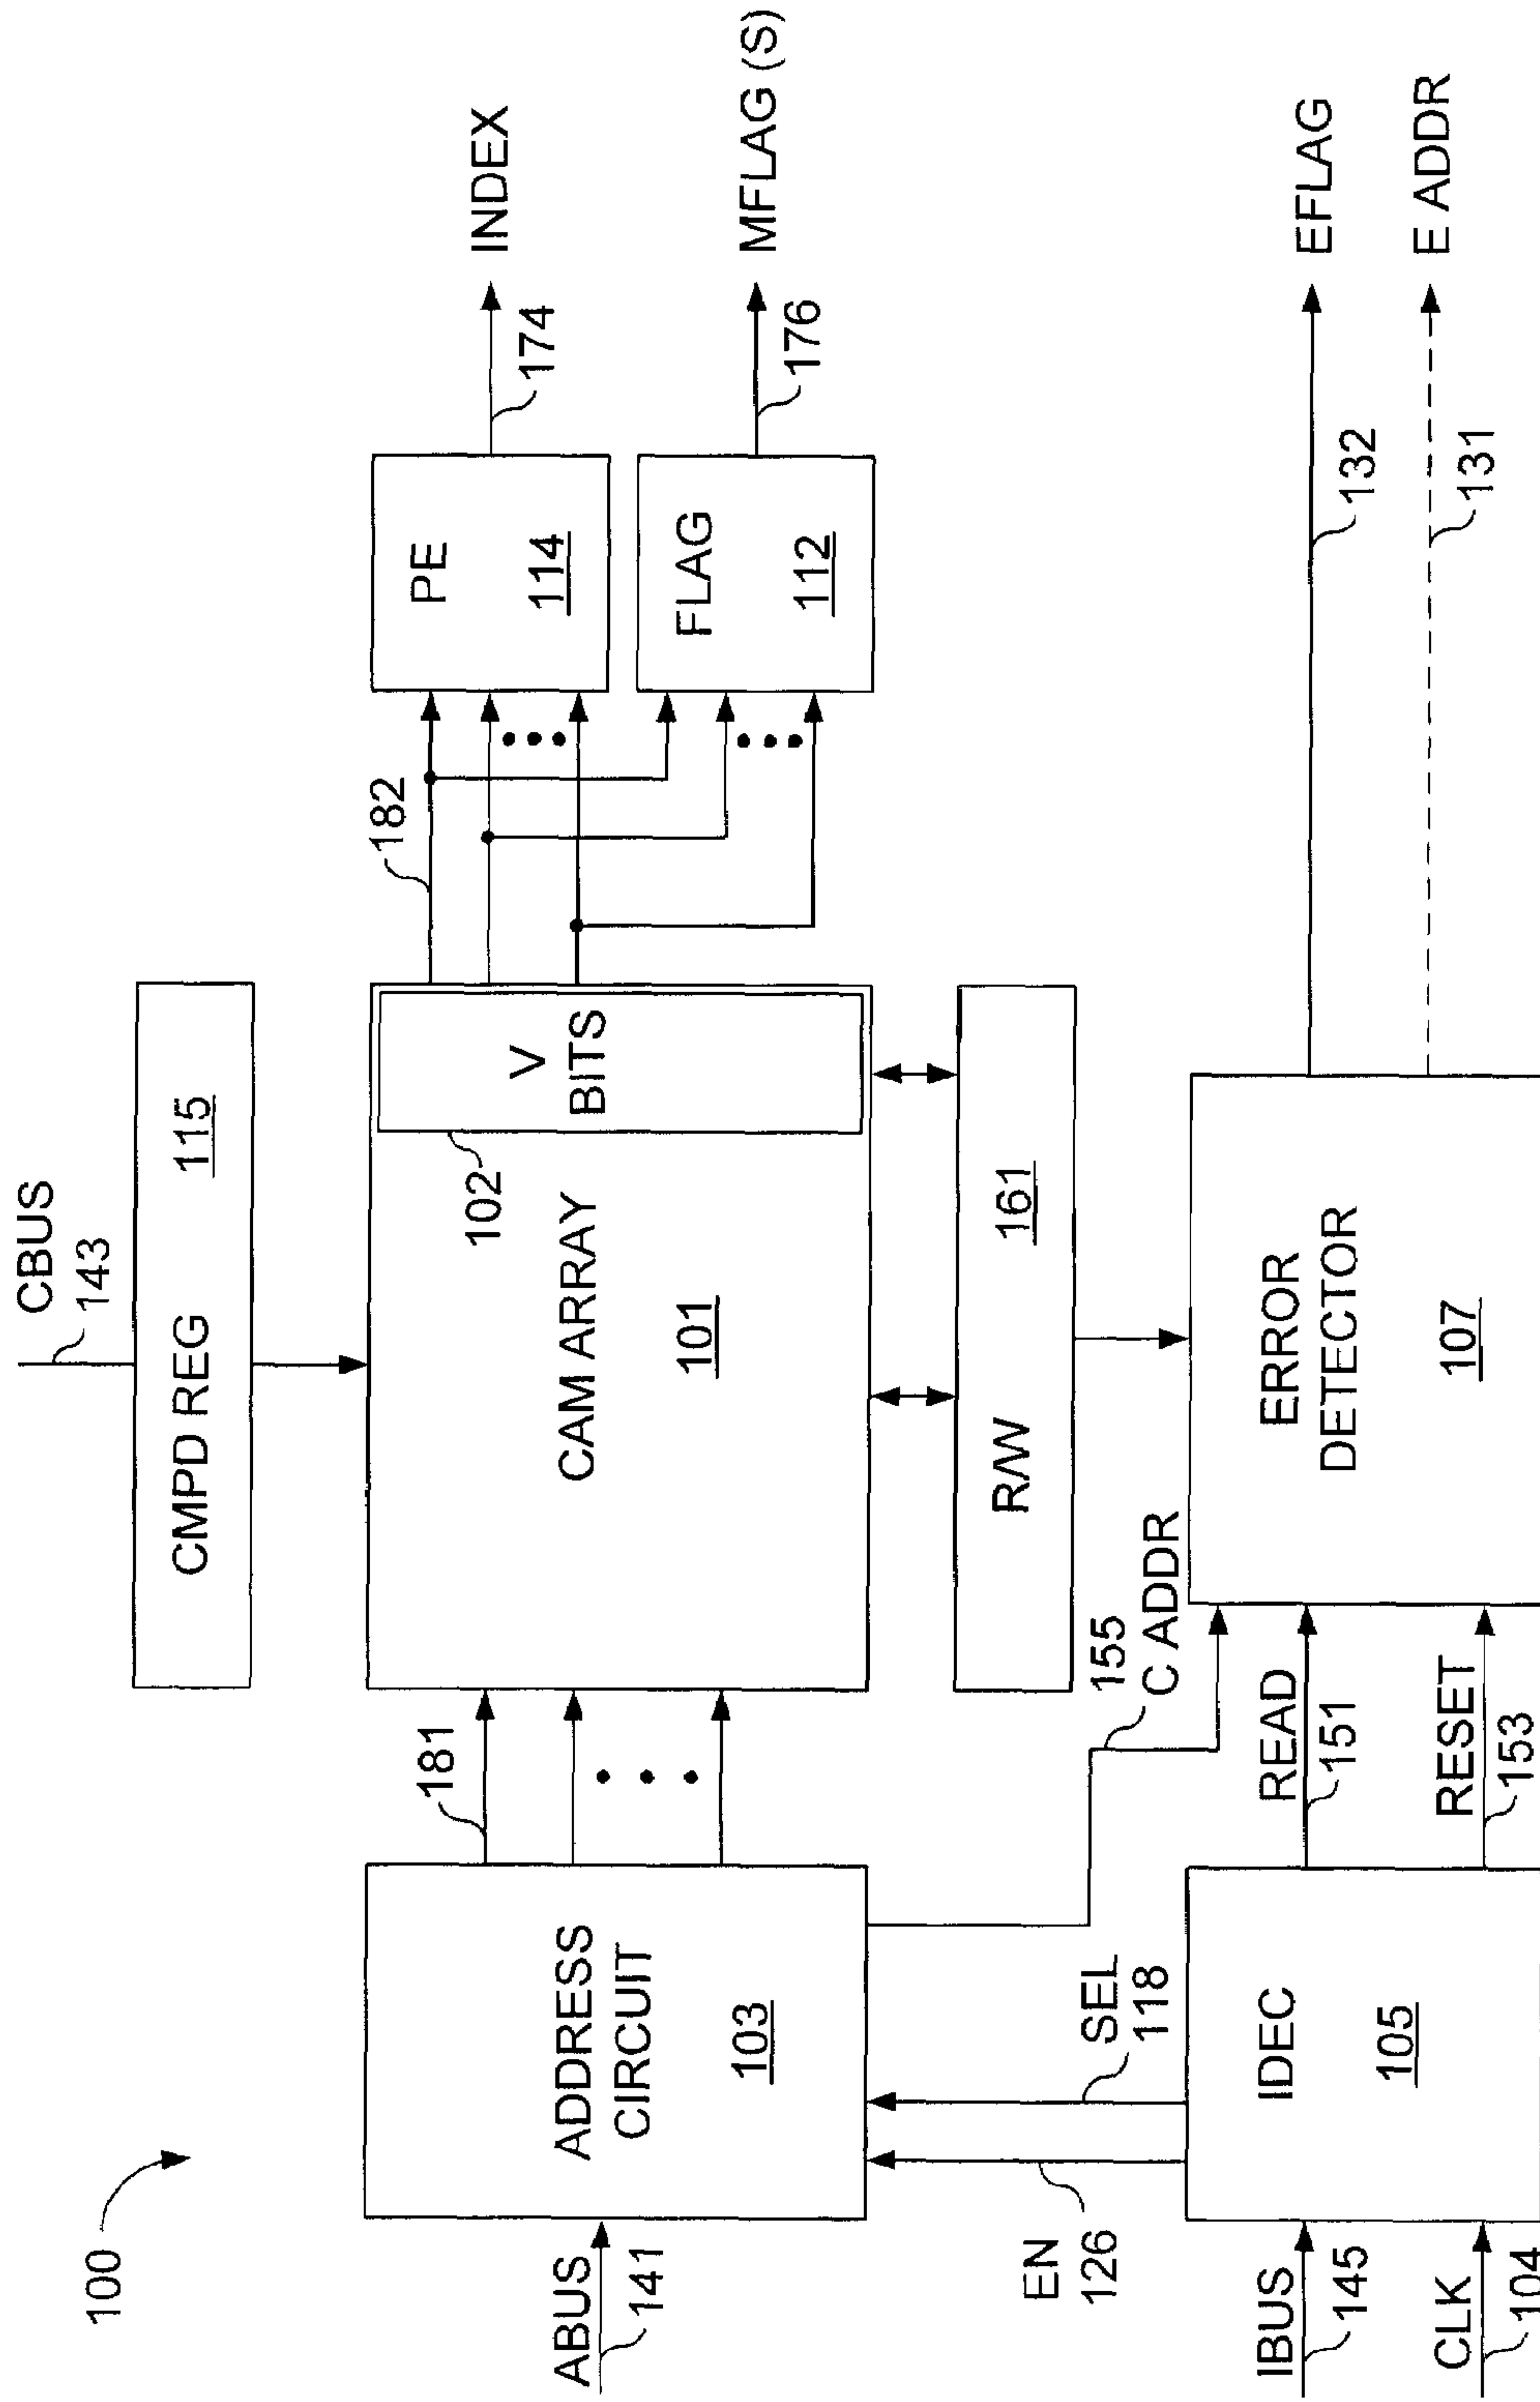 100
CBUS
143
CMPD REG
115
ABUS
141
ADDRESS
CIRCUIT
103
181
CAM ARRAY
101
102
V
BITS
182
PE
114
174
INDEX
FLAG
112
176
MFLAG (S)
R/W
161
EN
126
SEL
118
155
C ADDR
IBUS
145
CLK
104
IDEC
105
READ
151
RESET
153
ERROR
DETECTOR
107
132
EFLAG
131
E ADDR